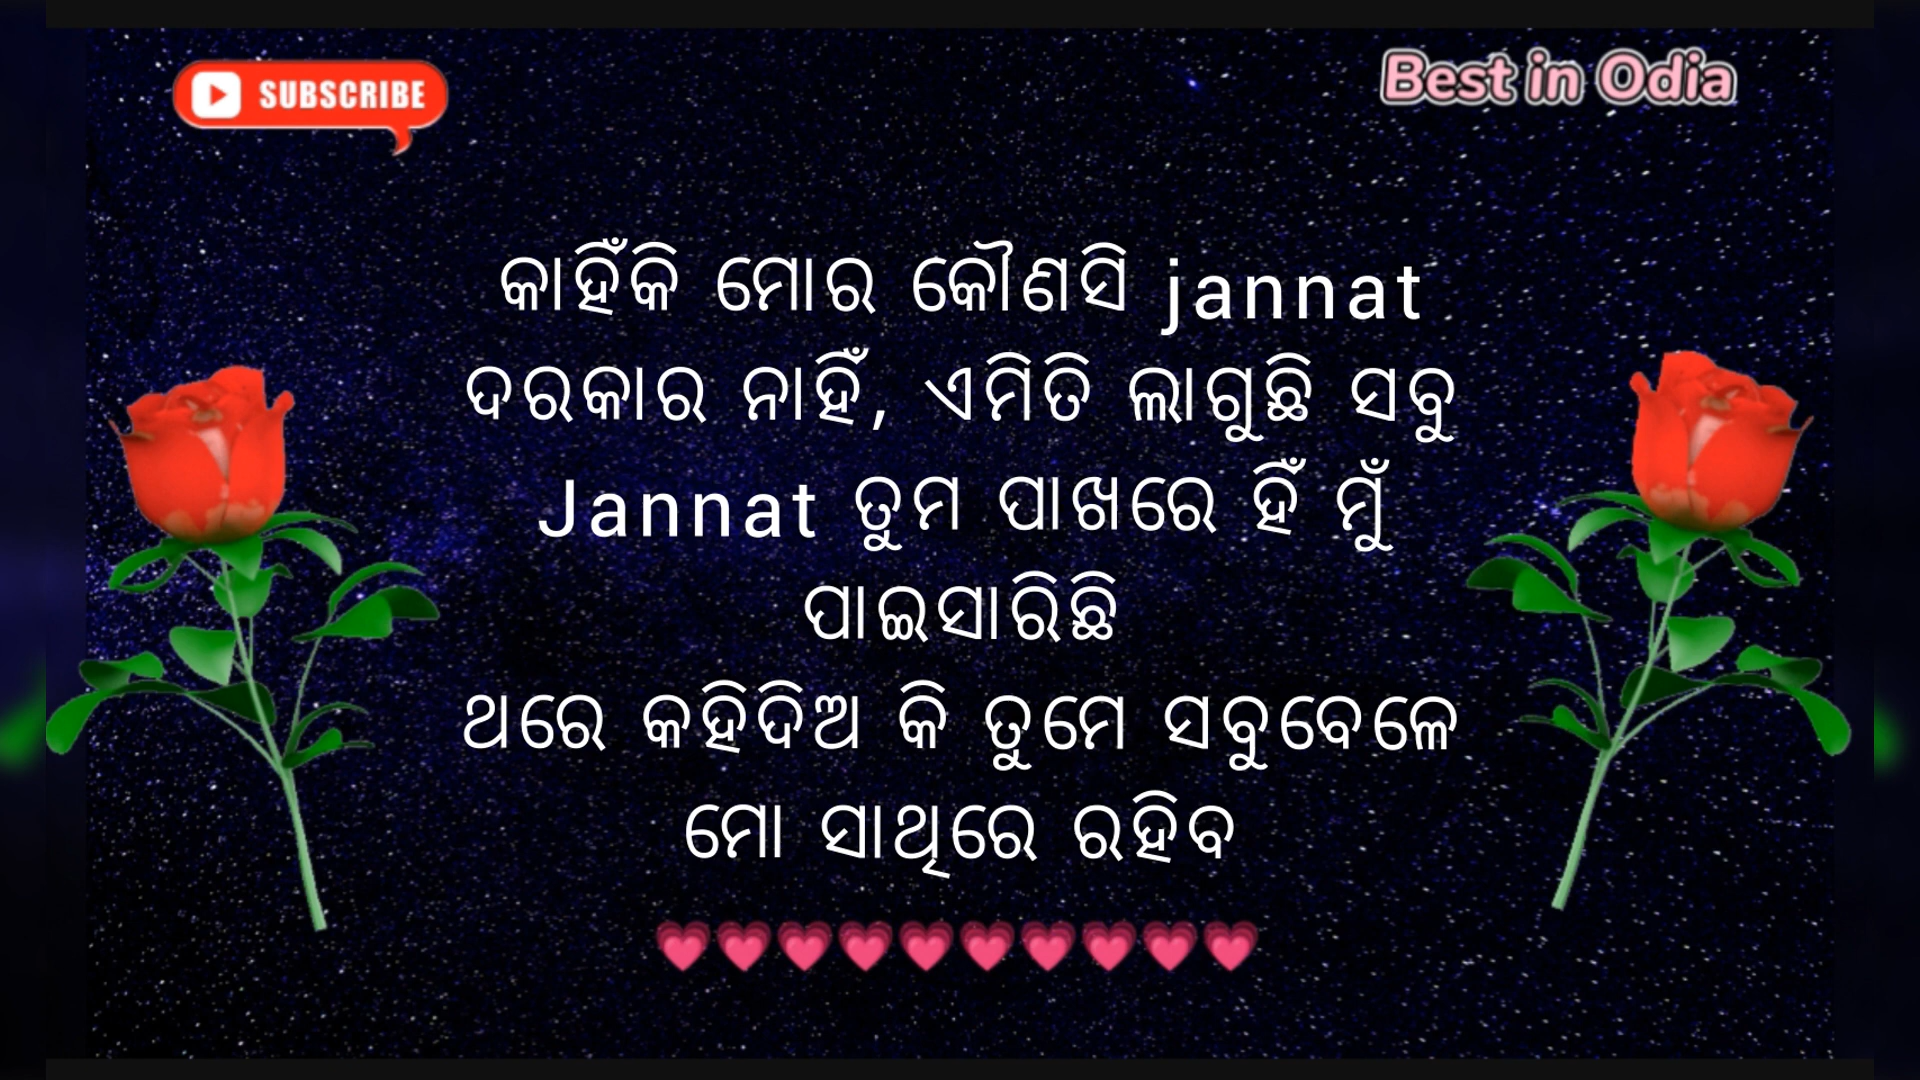 SUBSCRIBE
Best in Odia
କାହିଁକି ମୋର କୌଣସି jannat
ଦରକାର ନାହିଁ, ଏମିତି ଲାଗୁଛି ସବୁ
Jannat ତୁମ ପାଖରେ ହିଁ ମୁଁ
ପାଇସାରିଛି
ଥରେ କହିଦିଅ କି ତୁମେ ସବୁବେଳେ
ମୋ ସାଥିରେ ରହିବ
💗💗💗💗💗💗💗💗💗💗